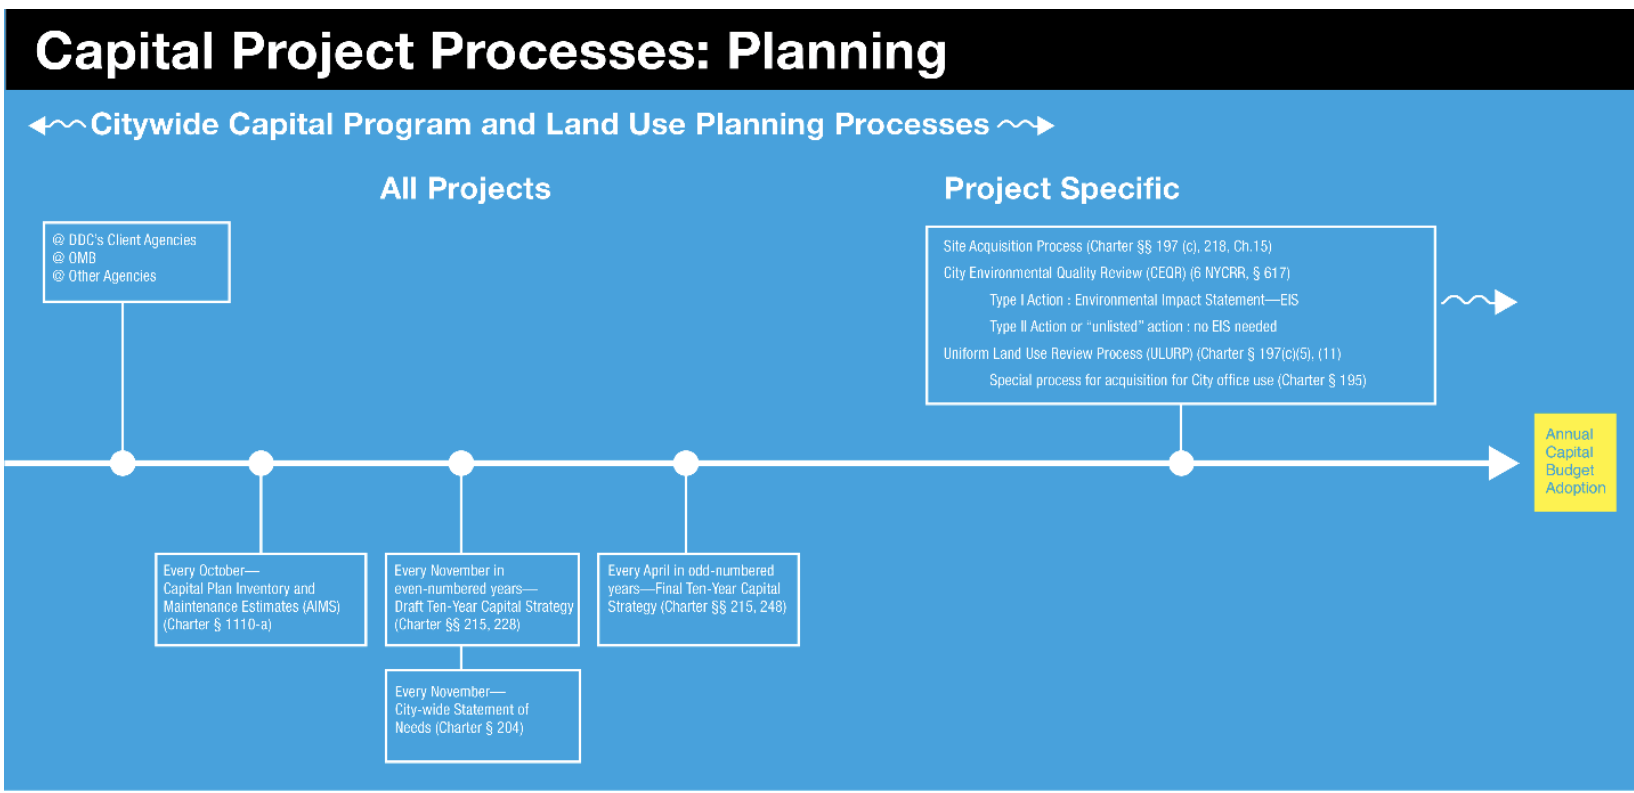 Capital Project Processes: Planning
Citywide Capital Program and Land Use Planning Processes
All Projects
Project Specific
@ DDC's Client Agencies
@ OMB
@ Other Agencies
Site Acquisition Process (Charter §§ 197 (c), 218, Ch.15)
City Environmental Quality Review (CEQR) (6 NYCRR, § 617)
Type I Action : Environmental Impact Statement—EIS
Type II Action or “unlisted” action : no EIS needed
Uniform Land Use Review Process (ULURP) (Charter § 197(c)(5), (11)
Special process for acquisition for City office use (Charter § 195)
Annual
Capital
Budget
Adoption
Every October—
Capital Plan Inventory and
Maintenance Estimates (AIMS)
(Charter § 1110-a)
Every November in
even-numbered years—
Draft Ten-Year Capital Strategy
(Charter §§ 215, 228)
Every April in odd-numbered
years—Final Ten-Year Capital
Strategy (Charter §§ 215, 248)
Every November—
City-wide Statement of
Needs (Charter § 204)